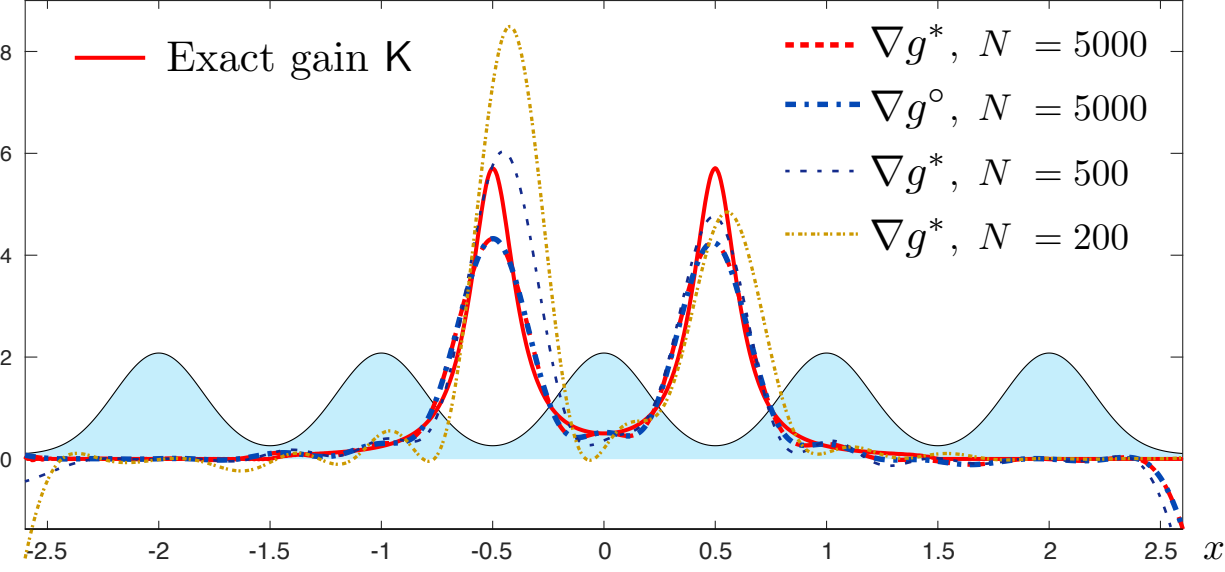 Exact gain K
∇g*, N = 5000
∇g°, N = 5000
∇g*, N = 500
∇g*, N = 200
8
6
4
2
0
-2.5 -2 -1.5 -1 -0.5 0 0.5 1 1.5 2 2.5 x